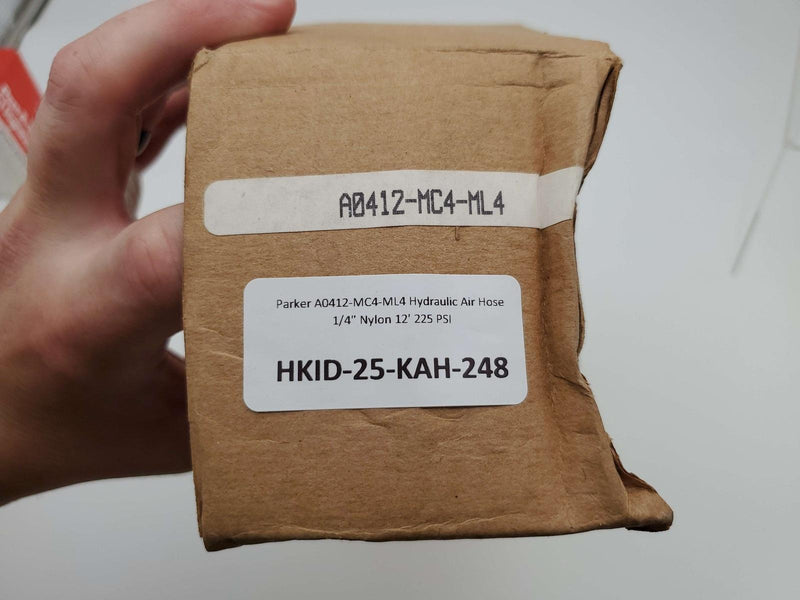 A0412-MC4-ML4
Parker A0412-MC4-ML4 Hydraulic Air Hose
1/4" Nylon 12' 225 PSI
HKID-25-KAH-248